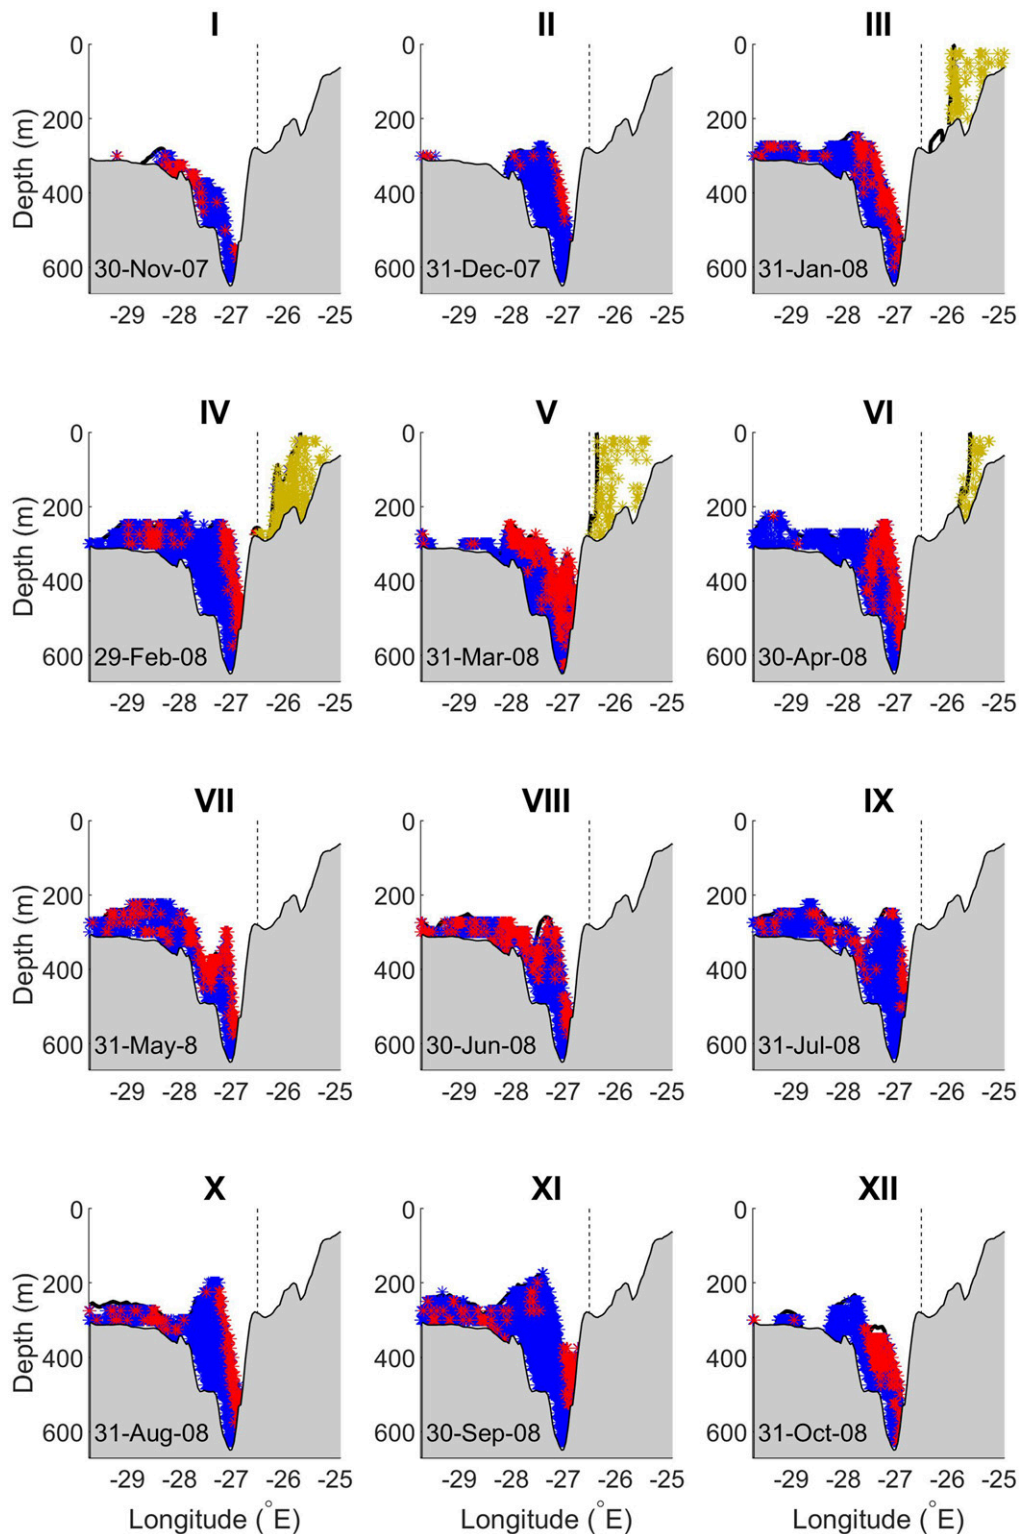 I II III
0 0 0
200 200 200
400 400 400
600 600 600
Depth (m)
30-Nov-07 31-Dec-07 31-Jan-08
-29 -28 -27 -26 -25 -29 -28 -27 -26 -25 -29 -28 -27 -26 -25
IV V VI
0 0 0
200 200 200
400 400 400
600 600 600
Depth (m)
29-Feb-08 31-Mar-08 30-Apr-08
-29 -28 -27 -26 -25 -29 -28 -27 -26 -25 -29 -28 -27 -26 -25
VII VIII IX
0 0 0
200 200 200
400 400 400
600 600 600
Depth (m)
31-May-8 30-Jun-08 31-Jul-08
-29 -28 -27 -26 -25 -29 -28 -27 -26 -25 -29 -28 -27 -26 -25
X XI XII
0 0 0
200 200 200
400 400 400
600 600 600
Depth (m)
31-Aug-08 30-Sep-08 31-Oct-08
-29 -28 -27 -26 -25 -29 -28 -27 -26 -25 -29 -28 -27 -26 -25
Longitude (°E) Longitude (°E) Longitude (°E)